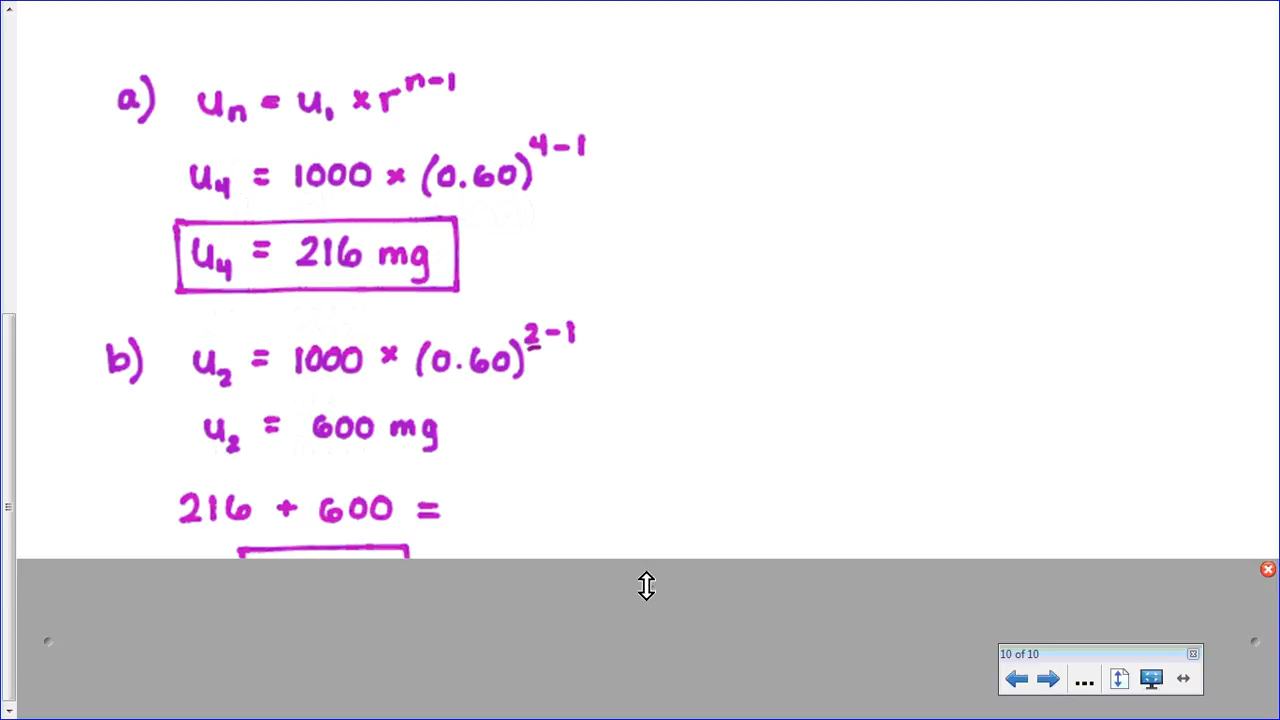 a) uₙ = u₁ × rⁿ⁻¹
u₄ = 1000 × (0.60)⁴⁻¹
u₄ = 216 mg
b) u₂ = 1000 × (0.60)²⁻¹
u₂ = 600 mg
216 + 600 =
10 of 10
...